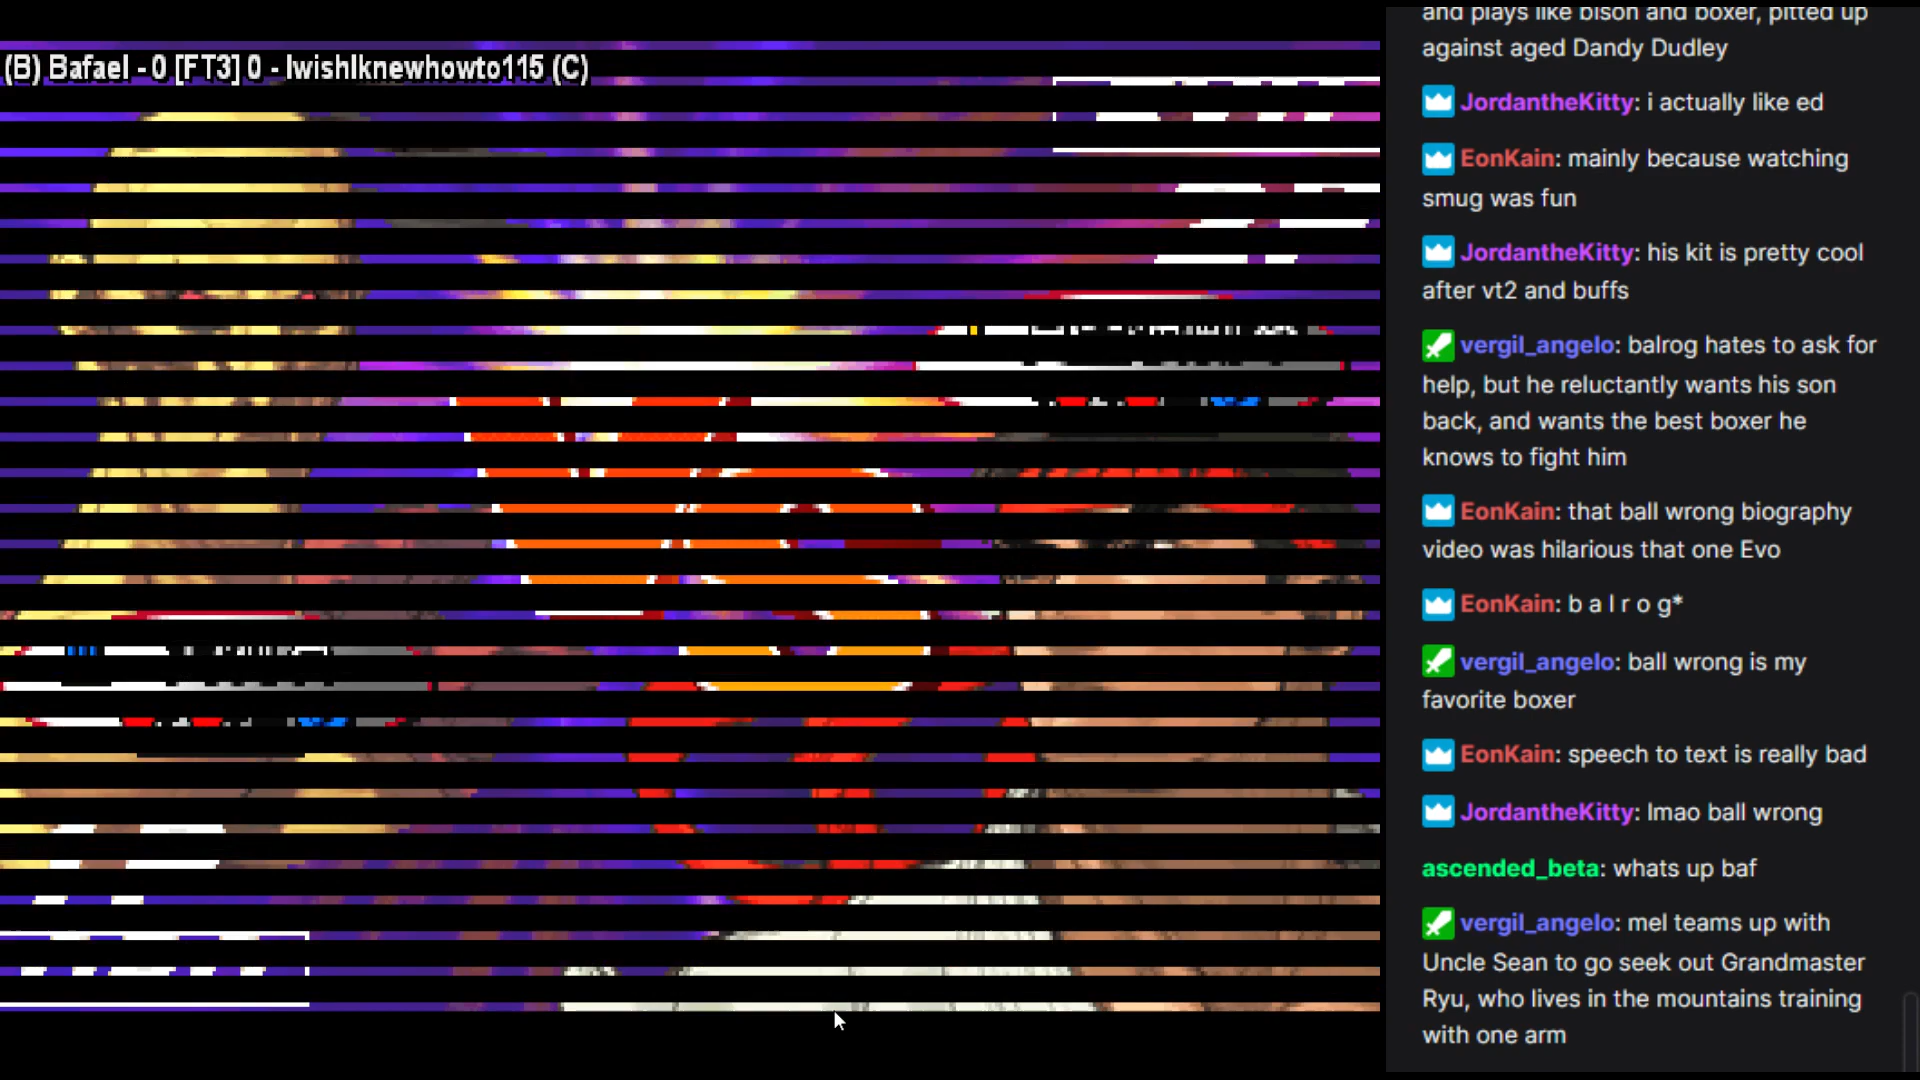 (B) Bafael - 0 [FT3] 0 - IwishIknewhowto115 (C)
and plays like bison and boxer, pitted up
against aged Dandy Dudley
JordantheKitty: i actually like ed
EonKain: mainly because watching
smug was fun
JordantheKitty: his kit is pretty cool
after vt2 and buffs
vergil_angelo: balrog hates to ask for
help, but he reluctantly wants his son
back, and wants the best boxer he
knows to fight him
EonKain: that ball wrong biography
video was hilarious that one Evo
EonKain: b a l r o g*
vergil_angelo: ball wrong is my
favorite boxer
EonKain: speech to text is really bad
JordantheKitty: lmao ball wrong
ascended_beta: whats up baf
vergil_angelo: mel teams up with
Uncle Sean to go seek out Grandmaster
Ryu, who lives in the mountains training
with one arm